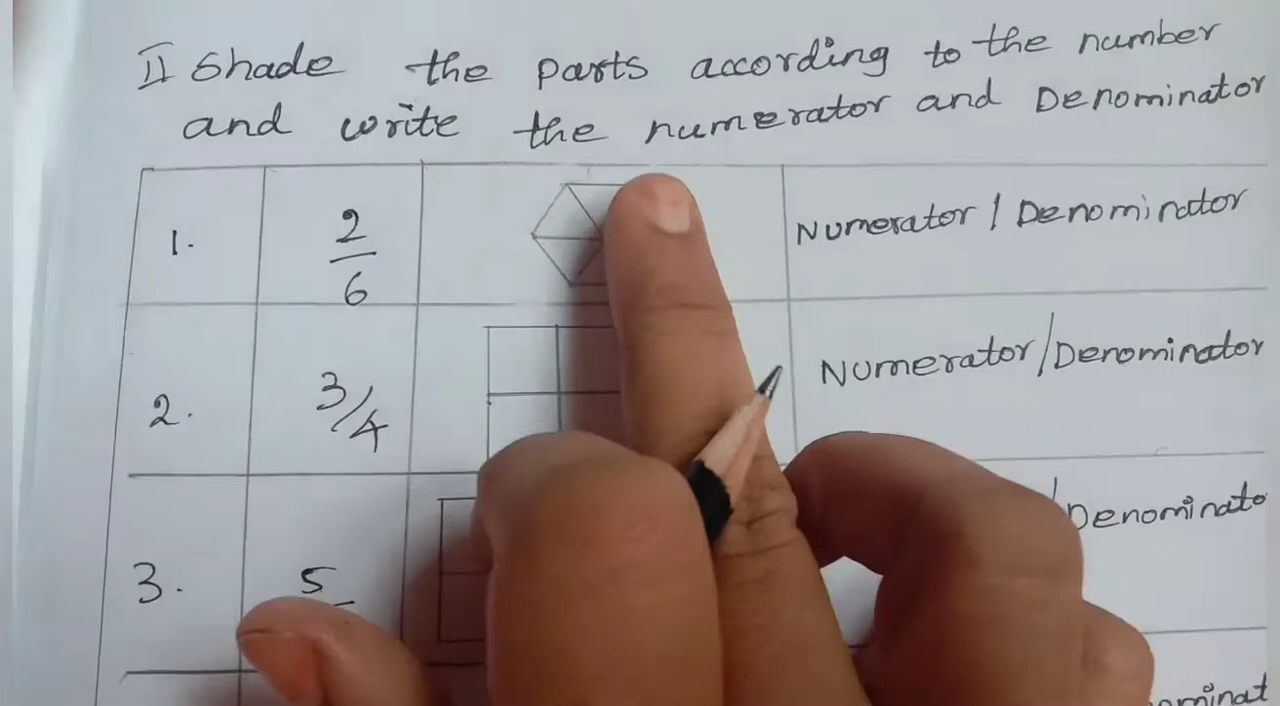 II Shade the parts according to the number
and write the numerator and Denominator
1. 2/6 Numerator / Denominator
2. 3/4 Numerator/Denominator
3. 5 Denominato
ominat